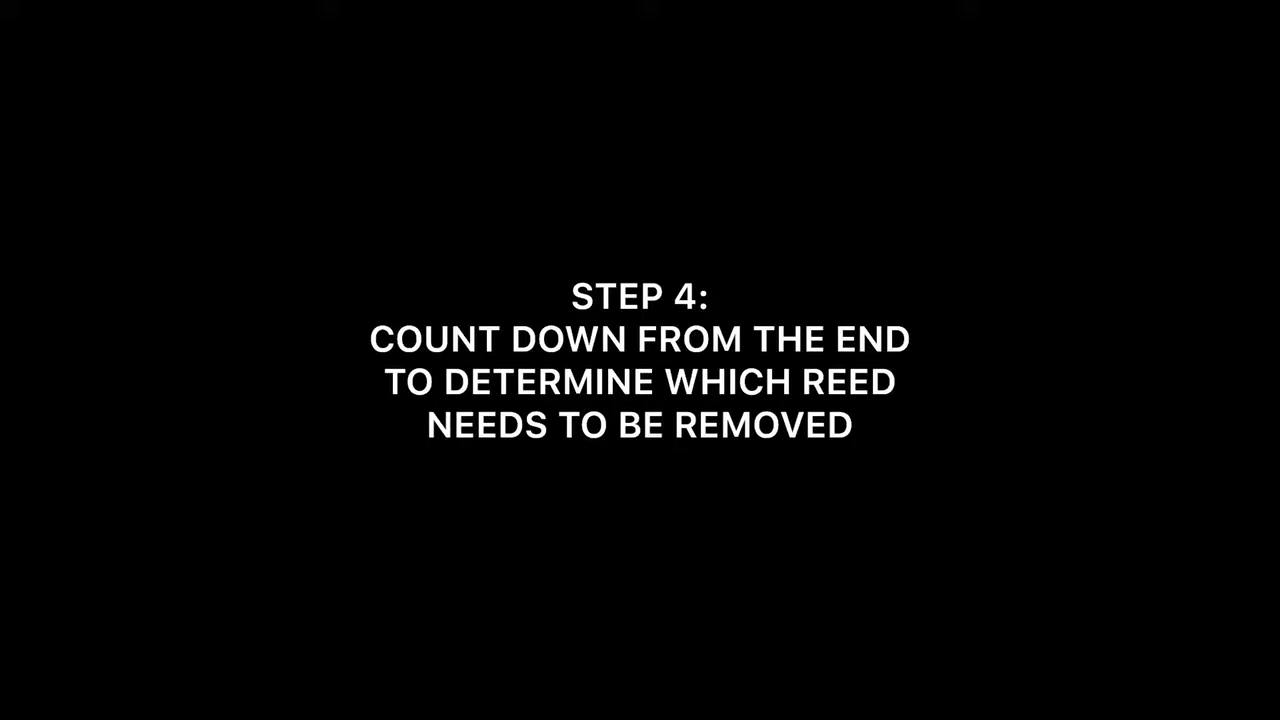 STEP 4:
COUNT DOWN FROM THE END
TO DETERMINE WHICH REED
NEEDS TO BE REMOVED